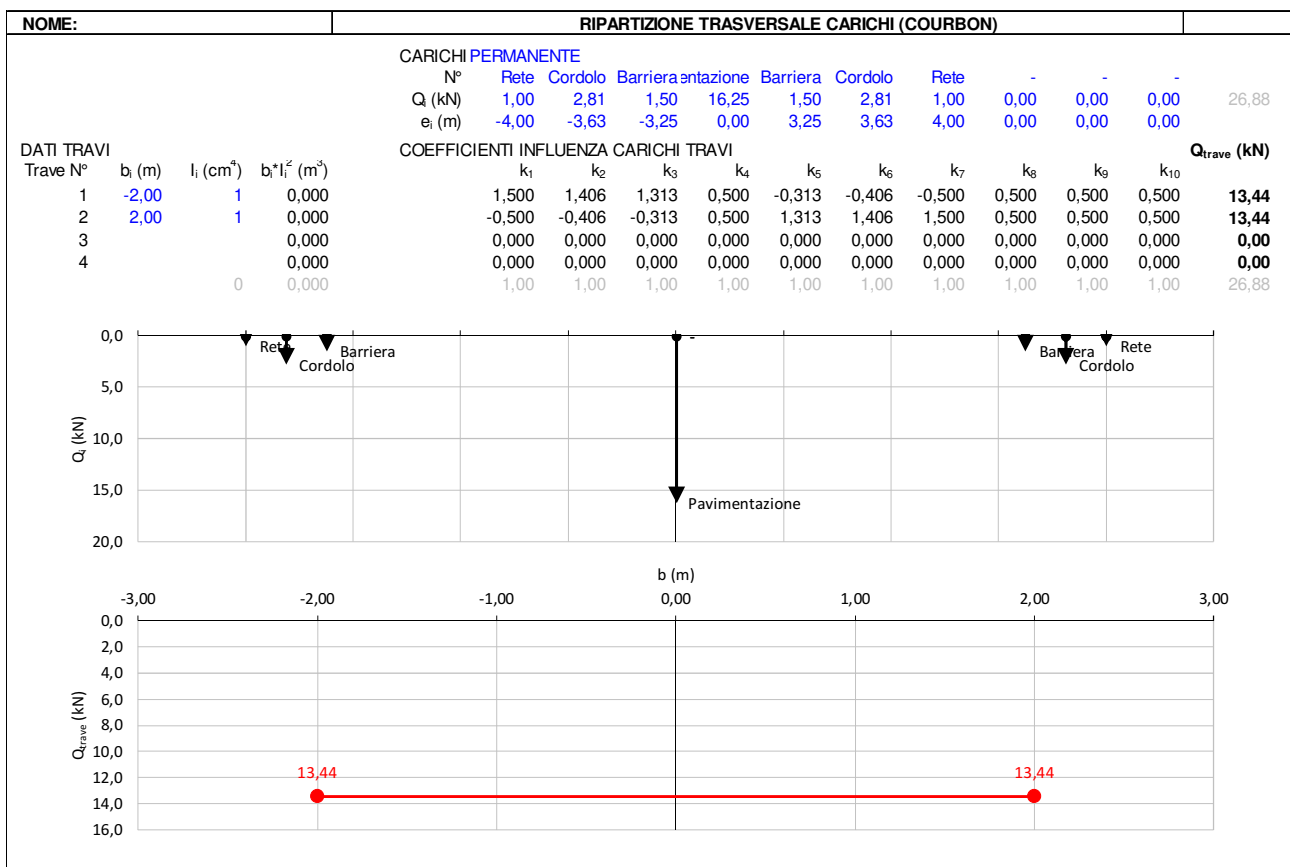 NOME: RIPARTIZIONE TRASVERSALE CARICHI (COURBON)
CARICHI PERMANENTE
N° Rete Cordolo Barriera entazione Barriera Cordolo Rete - - -
Qi (kN) 1,00 2,81 1,50 16,25 1,50 2,81 1,00 0,00 0,00 0,00 26,88
ei (m) -4,00 -3,63 -3,25 0,00 3,25 3,63 4,00 0,00 0,00 0,00
DATI TRAVI COEFFICIENTI INFLUENZA CARICHI TRAVI Qtrave (kN)
Trave N° bi (m) Ii (cm⁴) bi*Ii² (m³) k₁ k₂ k₃ k₄ k₅ k₆ k₇ k₈ k₉ k₁₀
1 -2,00 1 0,000 1,500 1,406 1,313 0,500 -0,313 -0,406 -0,500 0,500 0,500 0,500 13,44
2 2,00 1 0,000 -0,500 -0,406 -0,313 0,500 1,313 1,406 1,500 0,500 0,500 0,500 13,44
3 0,000 0,000 0,000 0,000 0,000 0,000 0,000 0,000 0,000 0,000 0,000 0,00
4 0,000 0,000 0,000 0,000 0,000 0,000 0,000 0,000 0,000 0,000 0,000 0,00
0 0,000 1,00 1,00 1,00 1,00 1,00 1,00 1,00 1,00 1,00 1,00 26,88
0,0
5,0
10,0
15,0
20,0
Qi (kN)
Rete
Cordolo
Barriera
-
Pavimentazione
Barriera
Cordolo
Rete
b (m)
-3,00 -2,00 -1,00 0,00 1,00 2,00 3,00
0,0
2,0
4,0
6,0
8,0
10,0
12,0
14,0
16,0
Qtrave (kN)
13,44 13,44